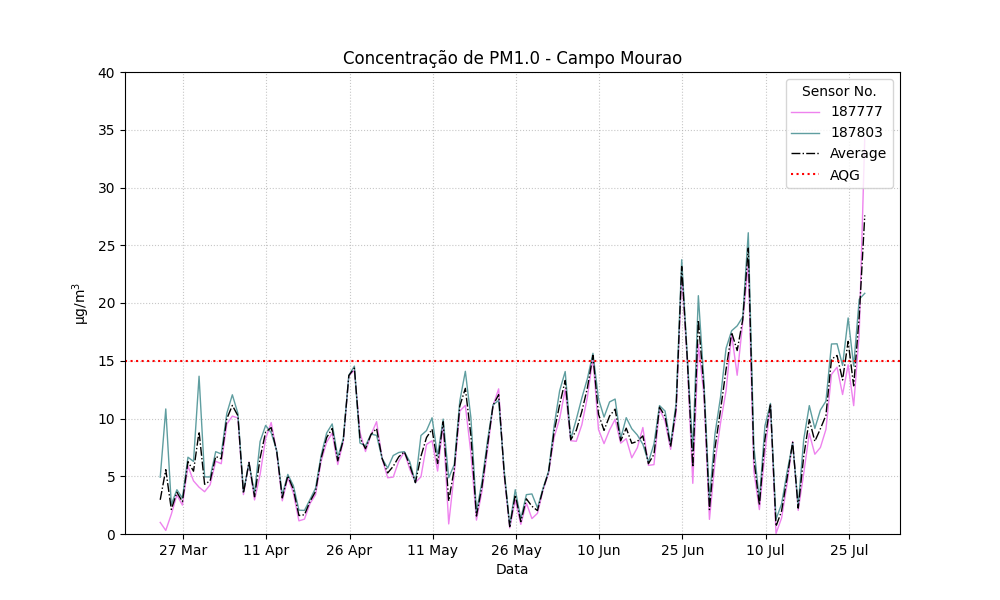 Concentração de PM1.0 - Campo Mourao
40
35
30
25
20
15
10
5
0
µg/m³
Sensor No.
187777
187803
Average
AQG
27 Mar
11 Apr
26 Apr
11 May
26 May
10 Jun
25 Jun
10 Jul
25 Jul
Data